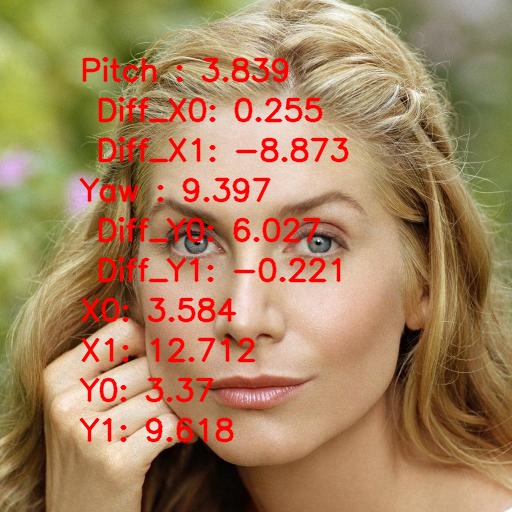 Pitch : 3.839
Diff_X0: 0.255
Diff_X1: -8.873
Yaw : 9.397
Diff_Y0: 6.027
Diff_Y1: -0.221
X0: 3.584
X1: 12.712
Y0: 3.37
Y1: 9.618